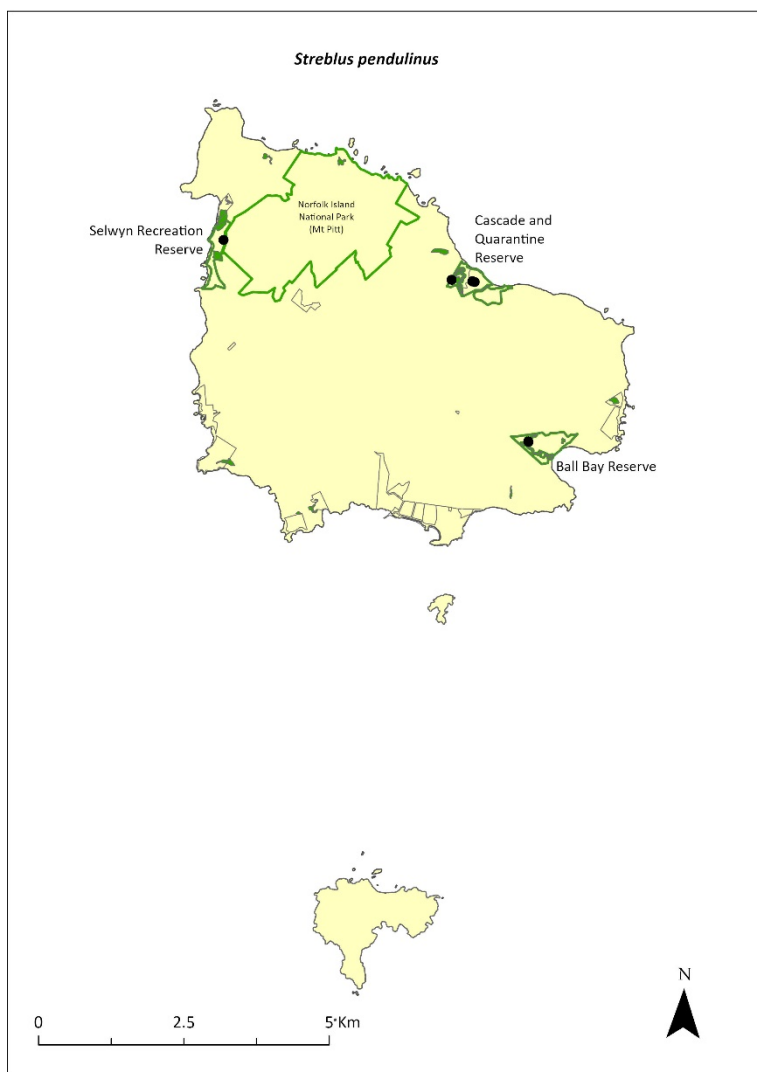 Streblus pendulinus
Norfolk Island
National Park
(Mt Pitt)
Selwyn Recreation
Reserve
Cascade and
Quarantine
Reserve
Ball Bay Reserve
N
0 2.5 5 Km